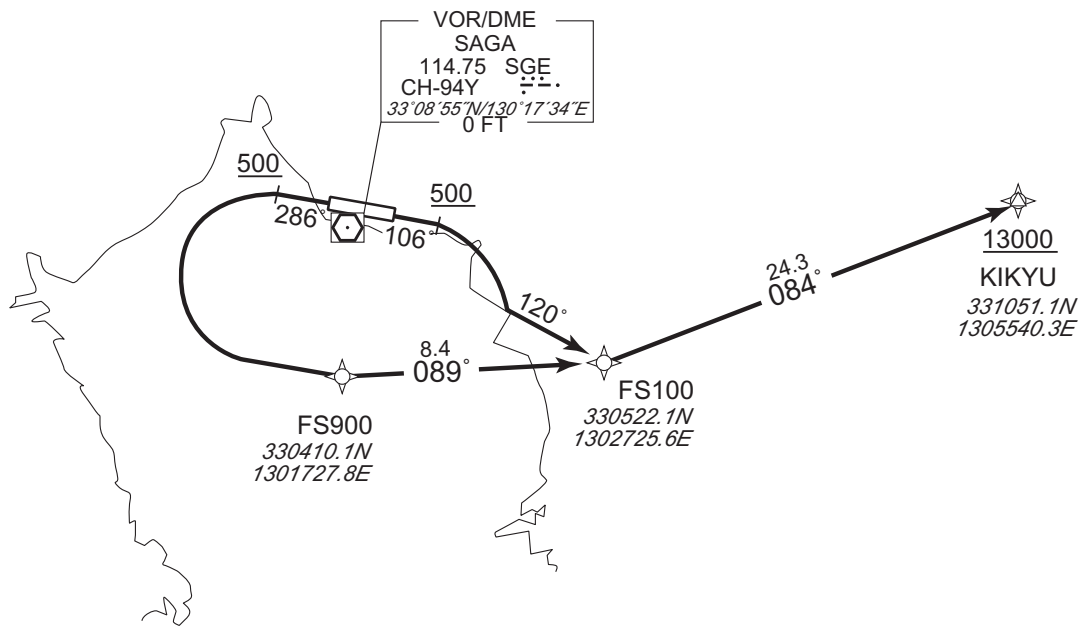 VOR/DME
SAGA
114.75 SGE
CH-94Y
33°08′55″N/130°17′34″E
0 FT
500
500
286°
106°
13000
KIKYU
331051.1N
1305540.3E
24.3
084°
120°
8.4
089°
FS100
330522.1N
1302725.6E
FS900
330410.1N
1301727.8E